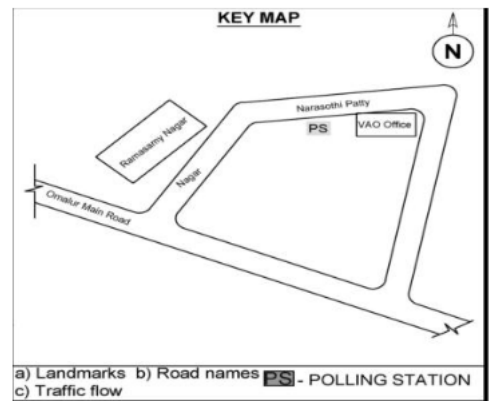 KEY MAP
N
Narasothi Patty
PS
VAO Office
Ramasamy Nagar
Nagar
Omalur Main Road
a) Landmarks b) Road names PS - POLLING STATION
c) Traffic flow